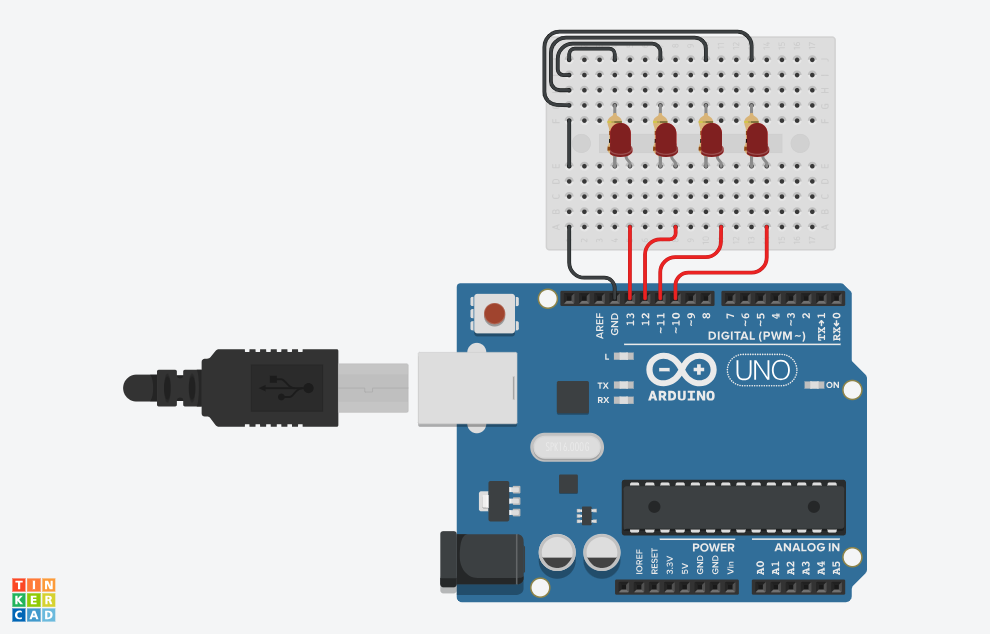 AREF
GND
13
12
~11
~10
~9
8
7
~6
~5
4
~3
2
TX→1
RX←0
DIGITAL (PWM~)
L
TX
RX
ARDUINO
UNO
ON
IOREF
RESET
3.3V
5V
GND
GND
Vin
POWER
ANALOG IN
A0
A1
A2
A3
A4
A5
TIN
KER
CAD